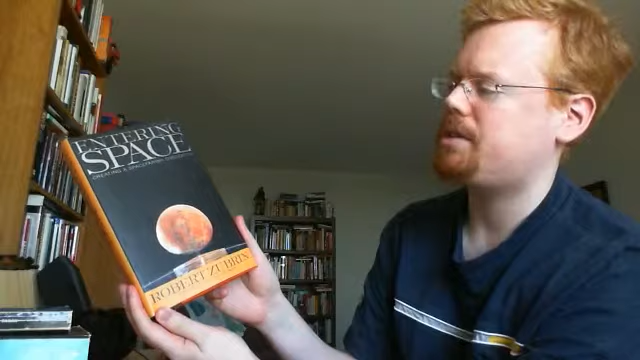 ENTERING
SPACE
CREATING A SPACEFARING CIVILIZATION
ROBERT ZUBRIN